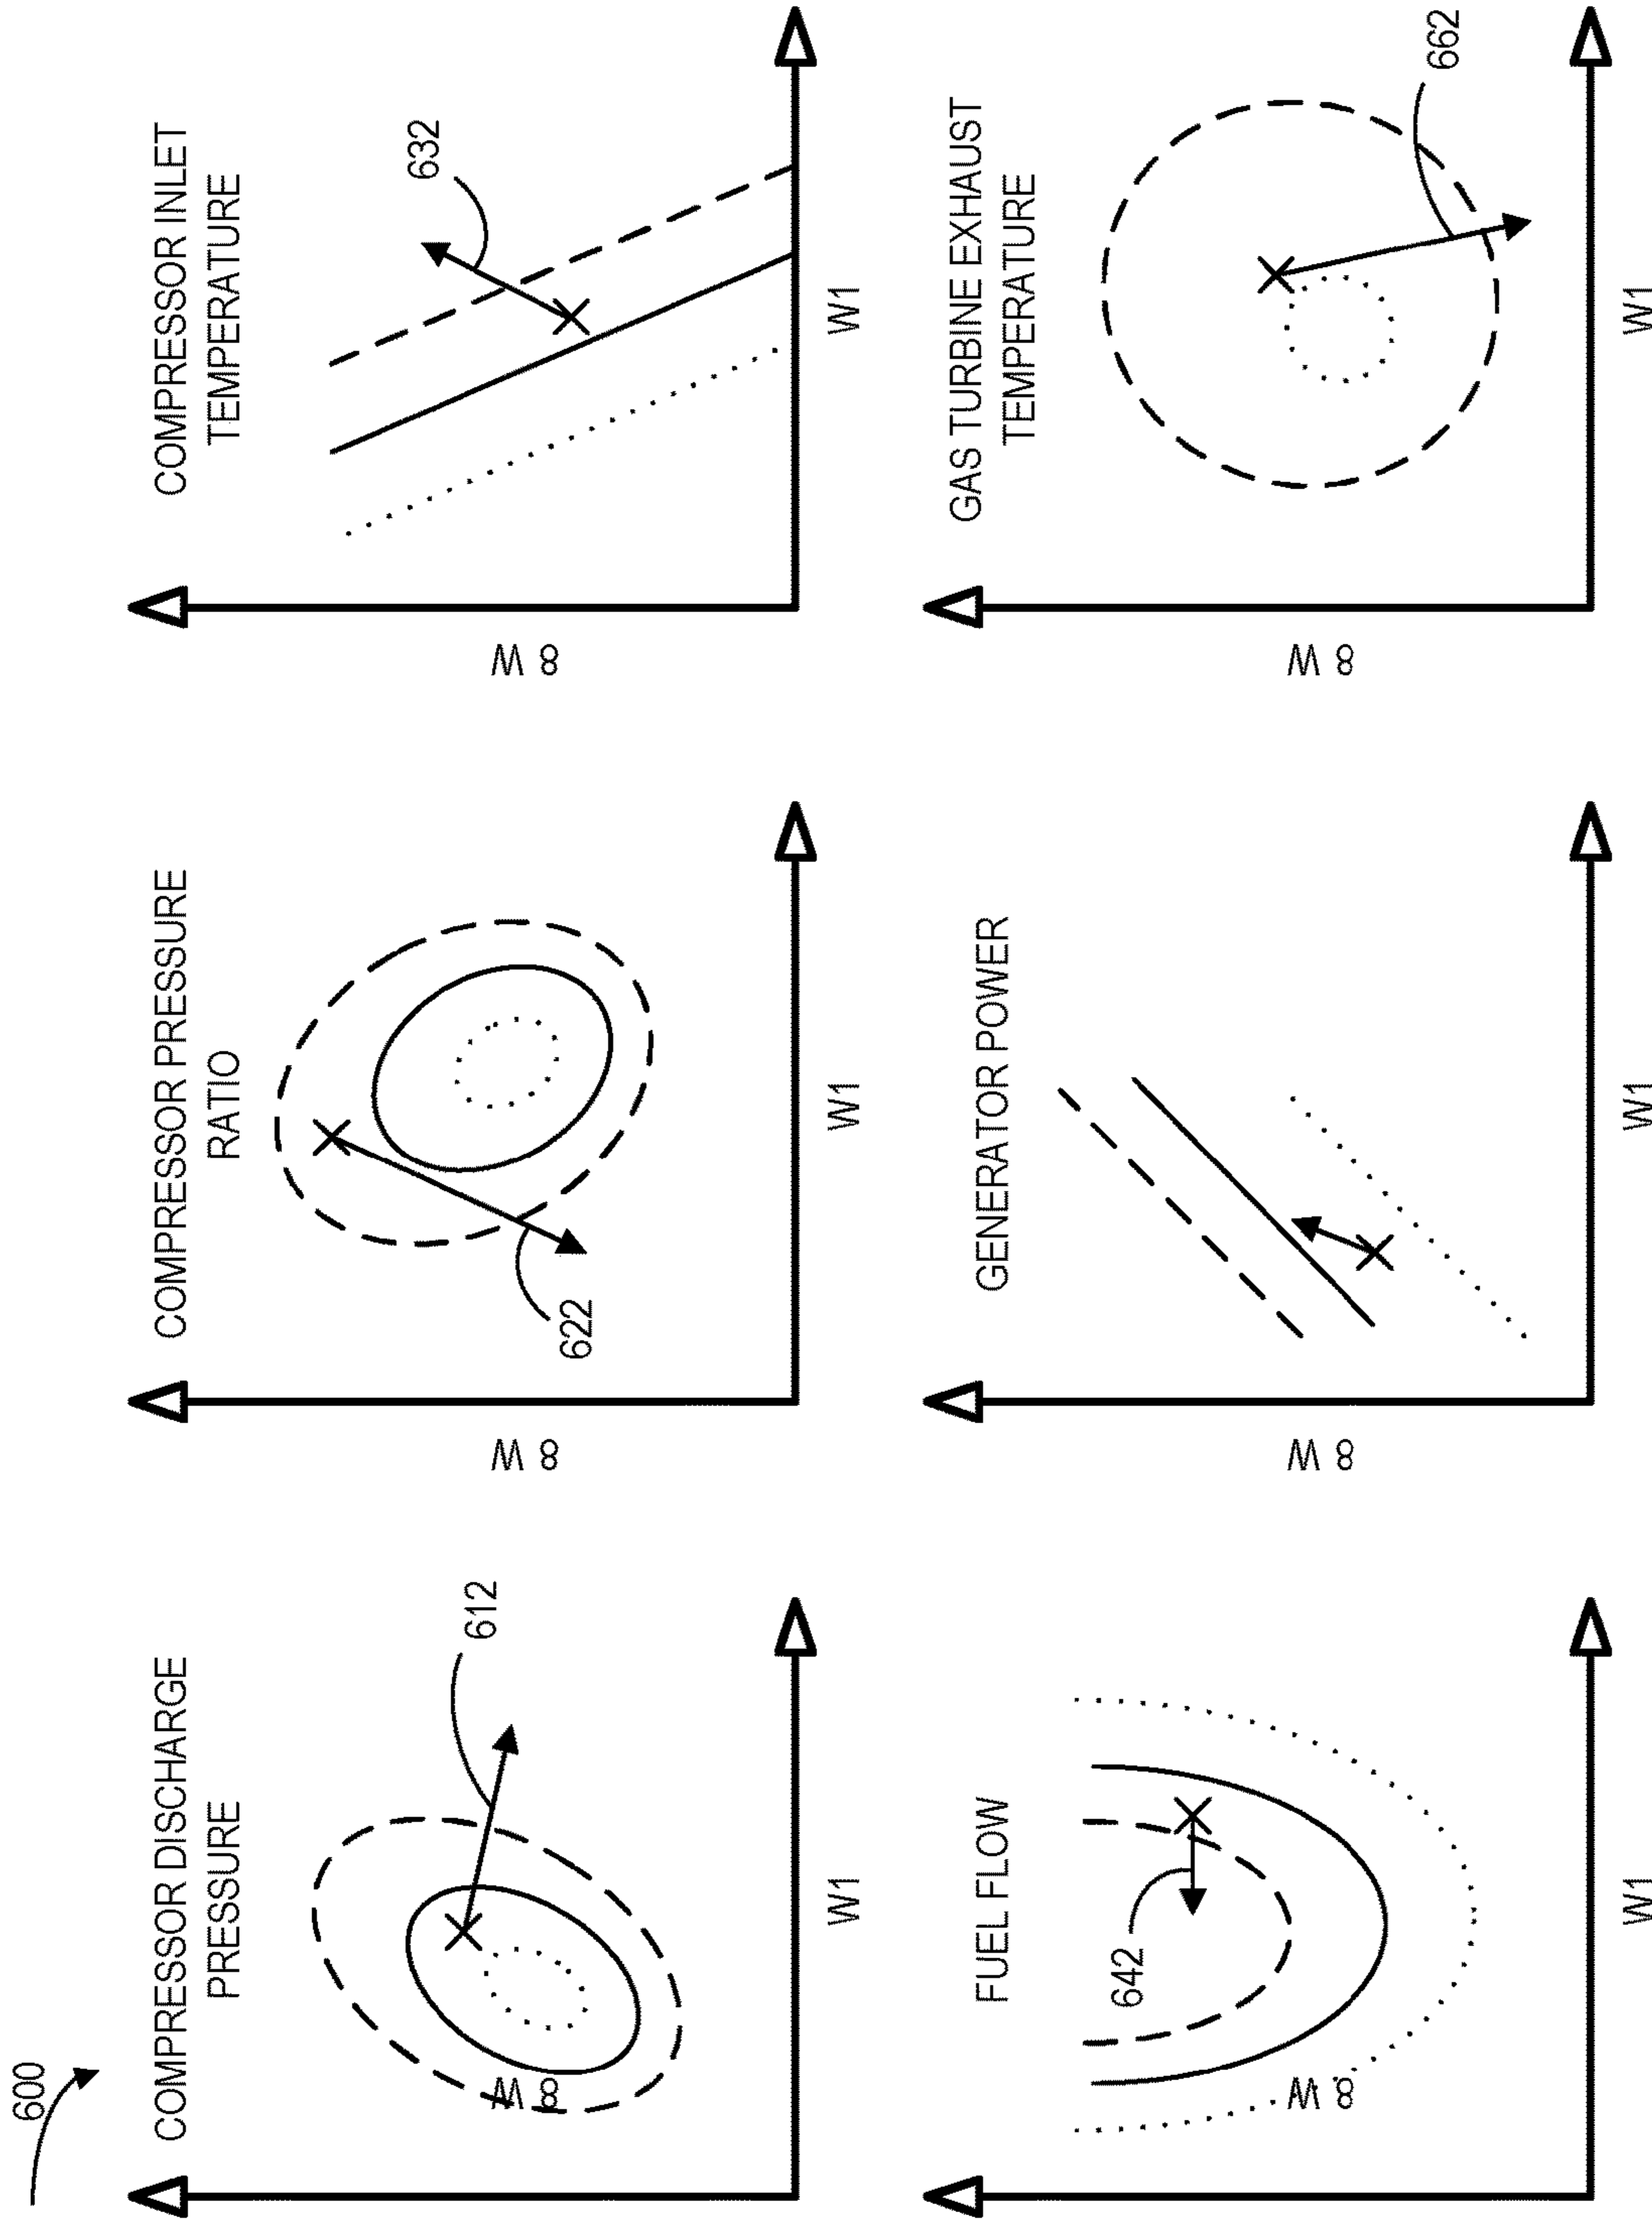 600
COMPRESSOR DISCHARGE
PRESSURE
612
8 W
W1
COMPRESSOR PRESSURE
RATIO
622
8 W
W1
COMPRESSOR INLET
TEMPERATURE
632
8 W
W1
FUEL FLOW
642
8 W
W1
GENERATOR POWER
8 W
W1
GAS TURBINE EXHAUST
TEMPERATURE
662
8 W
W1